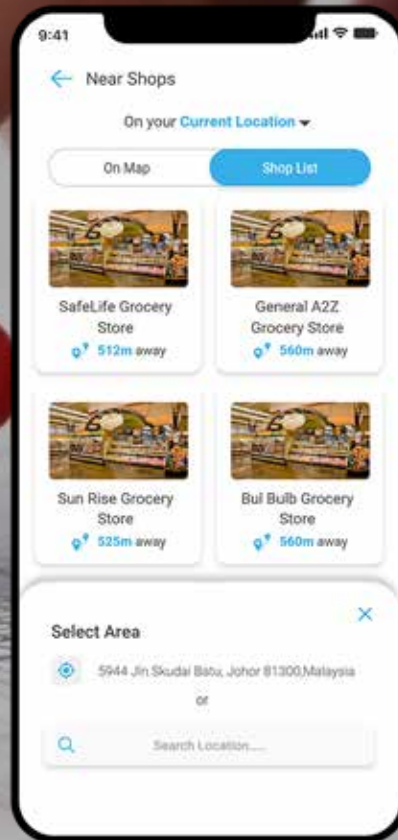 9:41
Near Shops
On your Current Location
On Map
Shop List
SafeLife Grocery
Store
512m away
General A2Z
Grocery Store
560m away
Sun Rise Grocery
Store
525m away
Bul Bulb Grocery
Store
560m away
Select Area
5944 Jln Skudai Batu, Johor 81300,Malaysia
or
Search Location.....